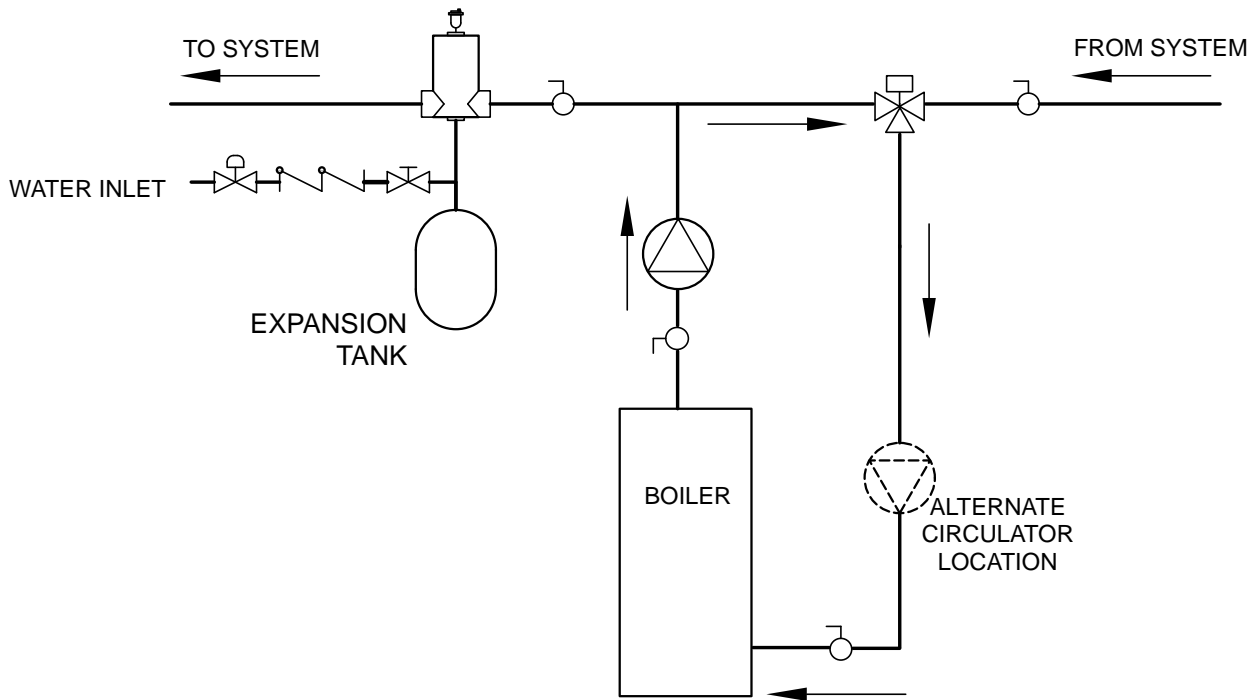 TO SYSTEM
FROM SYSTEM
WATER INLET
EXPANSION
TANK
BOILER
ALTERNATE
CIRCULATOR
LOCATION